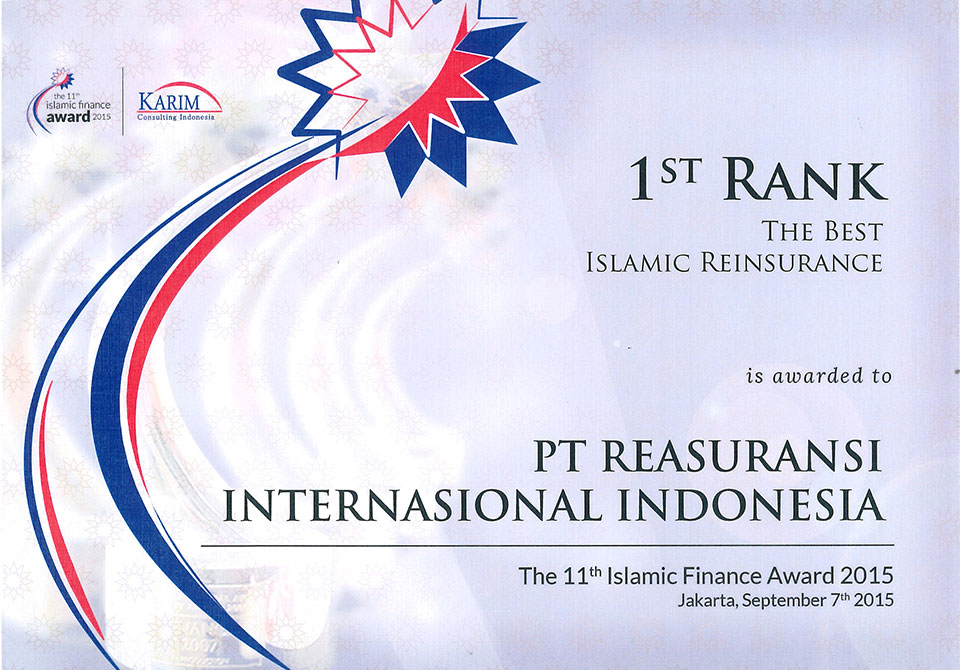 the 11th
islamic finance
award 2015
KARIM
Consulting Indonesia
1ST RANK
THE BEST
ISLAMIC REINSURANCE
is awarded to
PT REASURANSI
INTERNASIONAL INDONESIA
The 11th Islamic Finance Award 2015
Jakarta, September 7th 2015